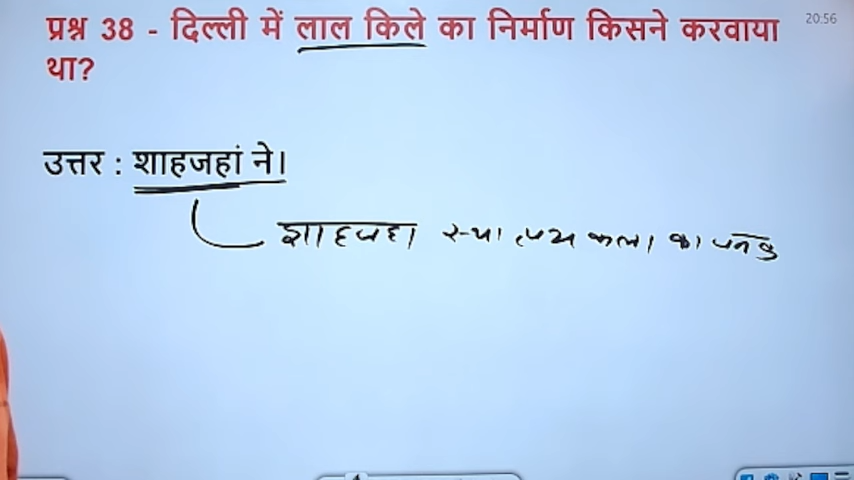 20:56
प्रश्न 38 - दिल्ली में लाल किले का निर्माण किसने करवाया
था?
उत्तर : शाहजहां ने।
शाहजहा स्थापत्य कला का जनक